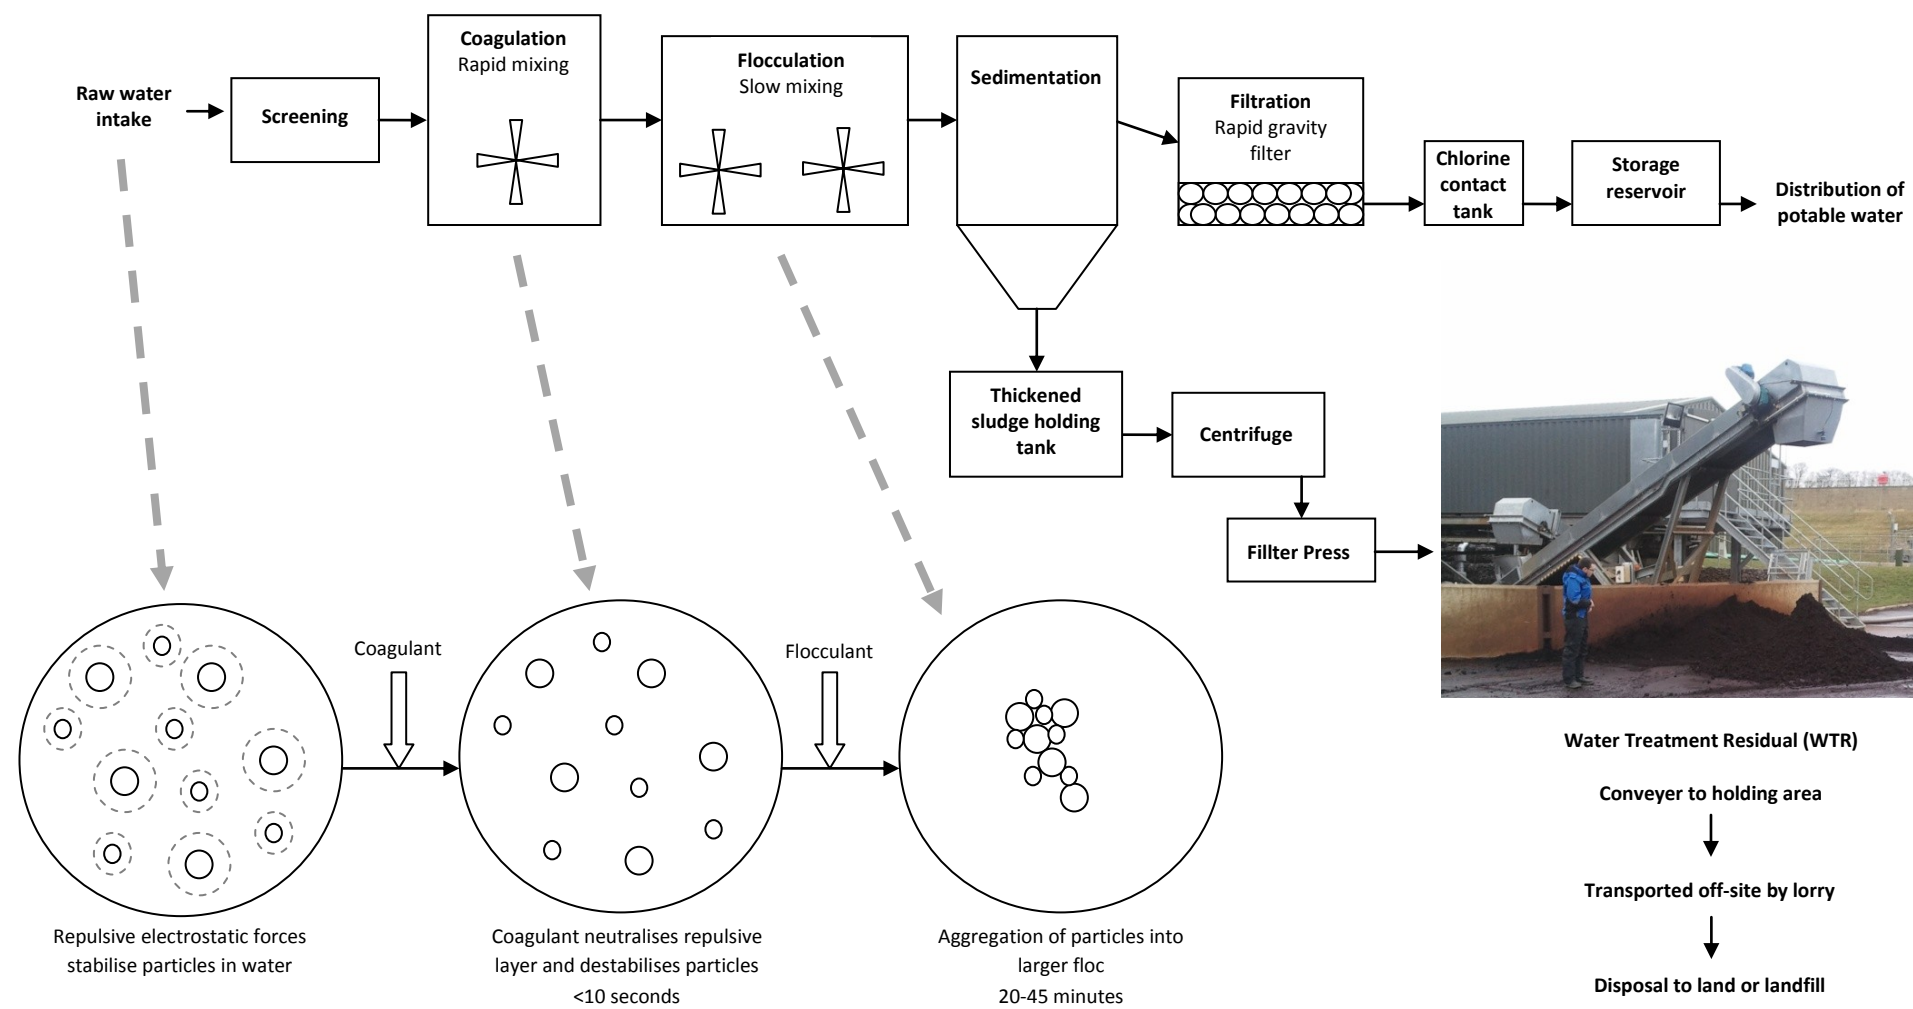 Raw water
intake
Screening
Coagulation
Rapid mixing
Flocculation
Slow mixing
Sedimentation
Filtration
Rapid gravity
filter
Chlorine
contact
tank
Storage
reservoir
Distribution of
potable water
Thickened
sludge holding
tank
Centrifuge
Fillter Press
Coagulant
Flocculant
Repulsive electrostatic forces
stabilise particles in water
Coagulant neutralises repulsive
layer and destabilises particles
<10 seconds
Aggregation of particles into
larger floc
20-45 minutes
Water Treatment Residual (WTR)
Conveyer to holding area
Transported off-site by lorry
Disposal to land or landfill